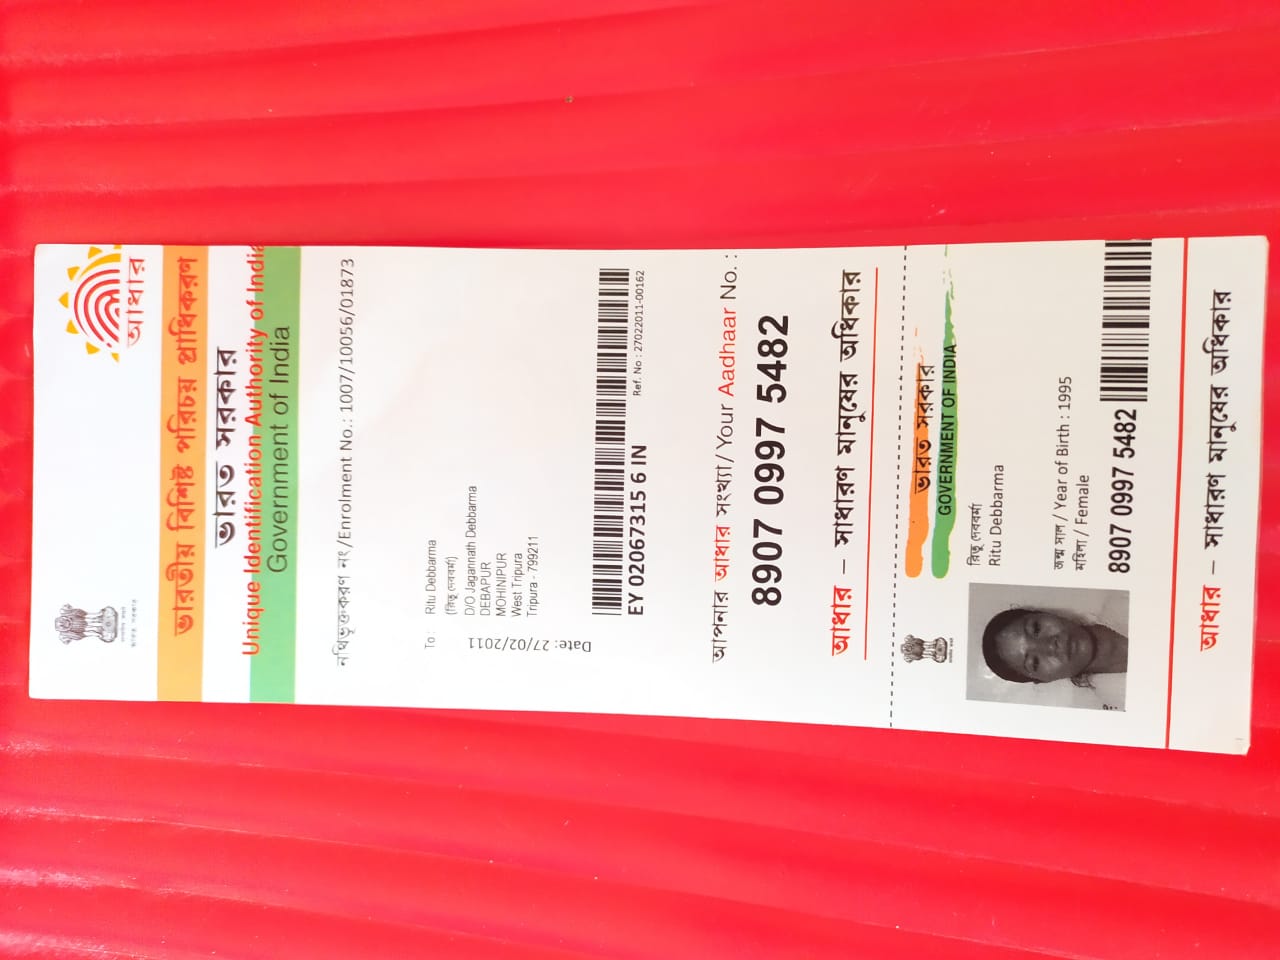 ভারত সরকার
আধার
ভারতীয় বিশিষ্ট পরিচয় প্রাধিকরণ
ভারত সরকার
Unique Identification Authority of India
Government of India
নথিভূক্তকরণ নং/Enrolment No.: 1007/10056/01873
To : Ritu Debbarma
(রিতু দেববর্মা)
D/O Jagannath Debbarma
DEBAPUR
MOHINIPUR
West Tripura
Tripura - 799211
Date: 27/02/2011
EY 02067315 6 IN
Ref. No : 27022011-00162
আপনার আধার সংখ্যা/ Your Aadhaar No. :
8907 0997 5482
আধার – সাধারণ মানুষের অধিকার
ভারত সরকার
GOVERNMENT OF INDIA
রিতু দেববর্মা
Ritu Debbarma
জন্ম সাল / Year of Birth : 1995
মহিলা / Female
8907 0997 5482
আধার – সাধারণ মানুষের অধিকার